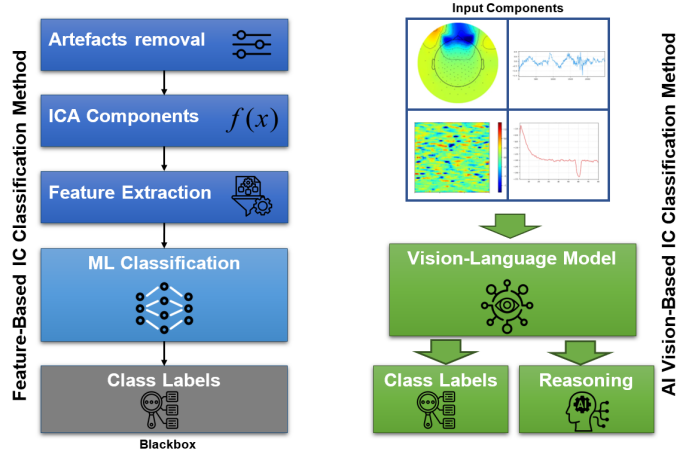 Feature-Based IC Classification Method
Artefacts removal
ICA Components
f(x)
Feature Extraction
ML Classification
Class Labels
Blackbox
Input Components
Vision-Language Model
Class Labels
Reasoning
AI
AI Vision-Based IC Classification Method